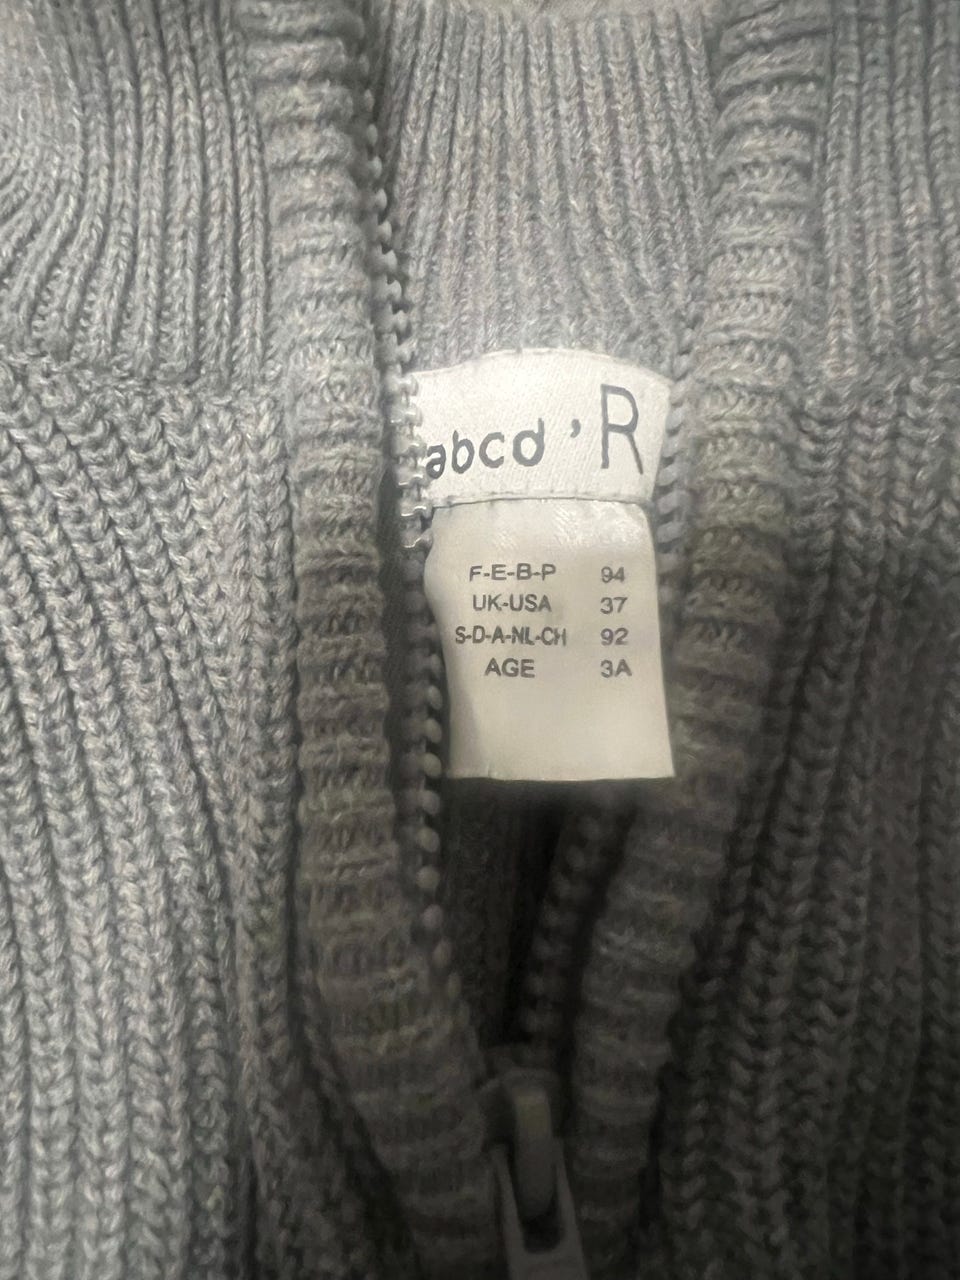 abcd'R
F-E-B-P 94
UK-USA 37
S-D-A-NL-CH 92
AGE 3A